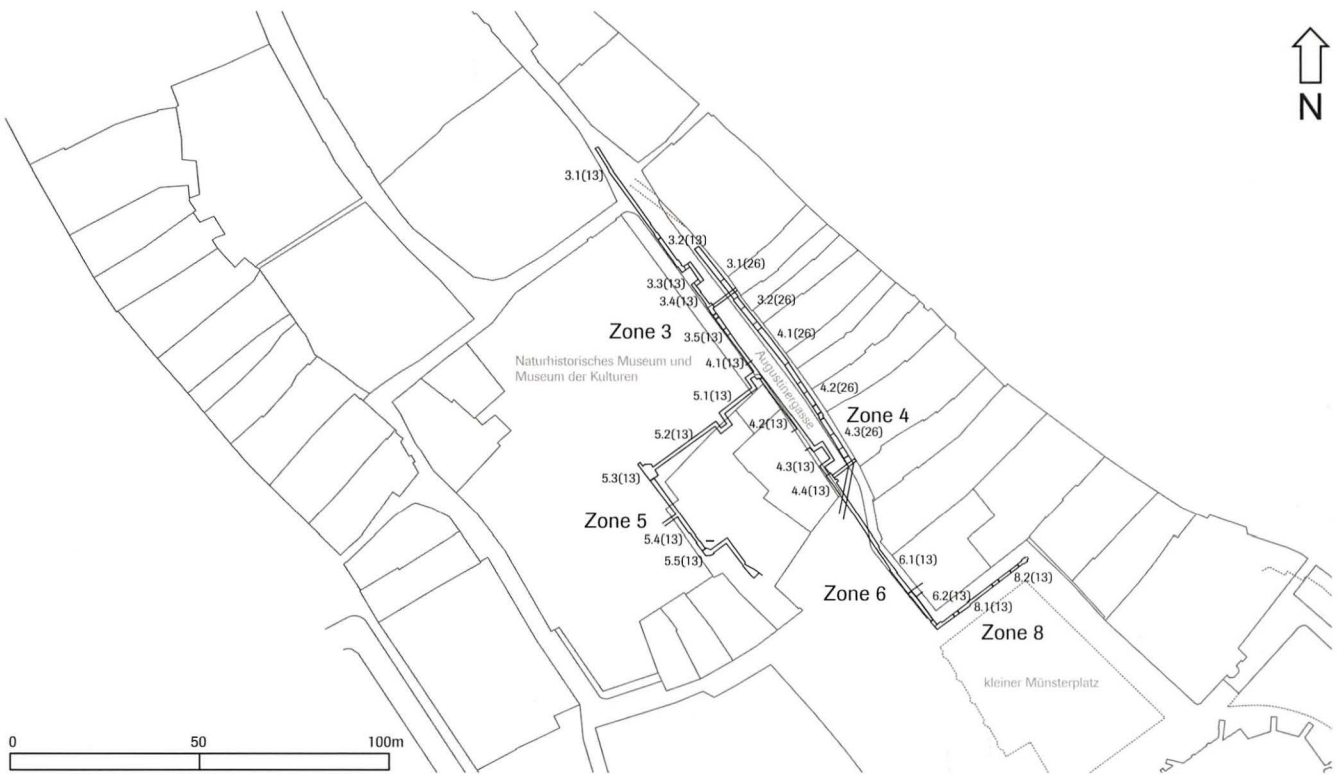 N
3.1(13)
3.2(13)
3.1(26)
3.3(13)
3.4(13)
3.2(26)
Zone 3
3.5(13)
4.1(26)
Naturhistorisches Museum und
Museum der Kulturen
4.1(13)
Augustinergasse
5.1(13)
4.2(26)
4.2(13)
Zone 4
4.3(26)
5.2(13)
4.3(13)
5.3(13)
4.4(13)
Zone 5
5.4(13)
5.5(13)
6.1(13)
8.2(13)
Zone 6
6.2(13)
8.1(13)
Zone 8
kleiner Münsterplatz
0 50 100m